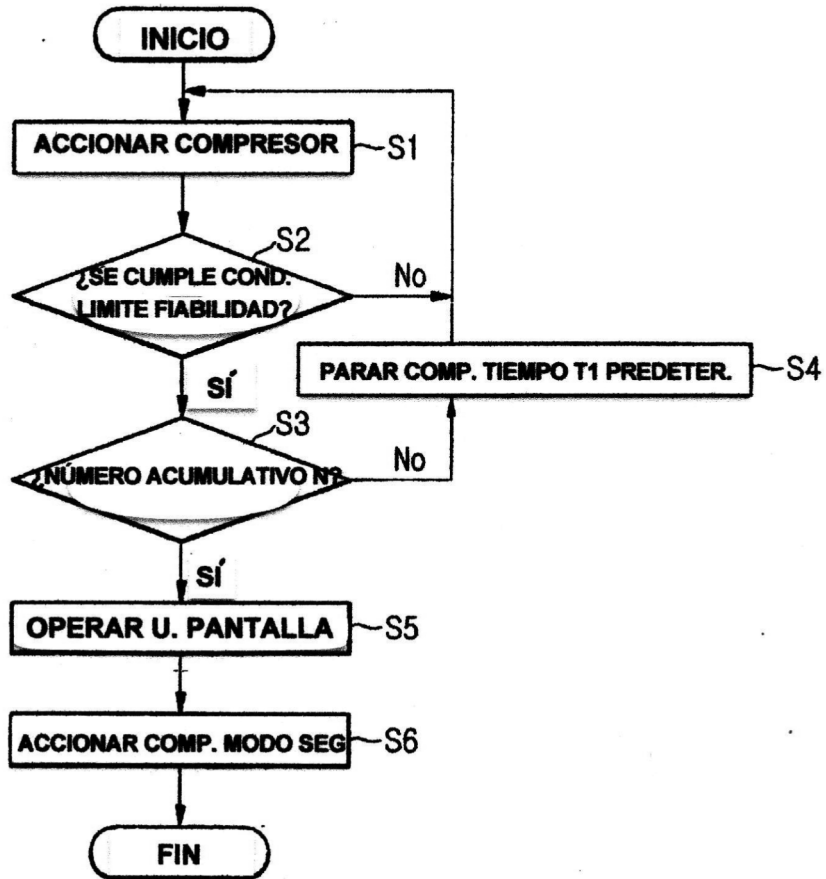 INICIO
ACCIONAR COMPRESOR
S1
S2
¿SE CUMPLE COND.
LIMITE FIABILIDAD?
No
SÍ
PARAR COMP. TIEMPO T1 PREDETER.
S4
S3
¿NÚMERO ACUMULATIVO N?
No
SÍ
OPERAR U. PANTALLA
S5
ACCIONAR COMP. MODO SEG
S6
FIN